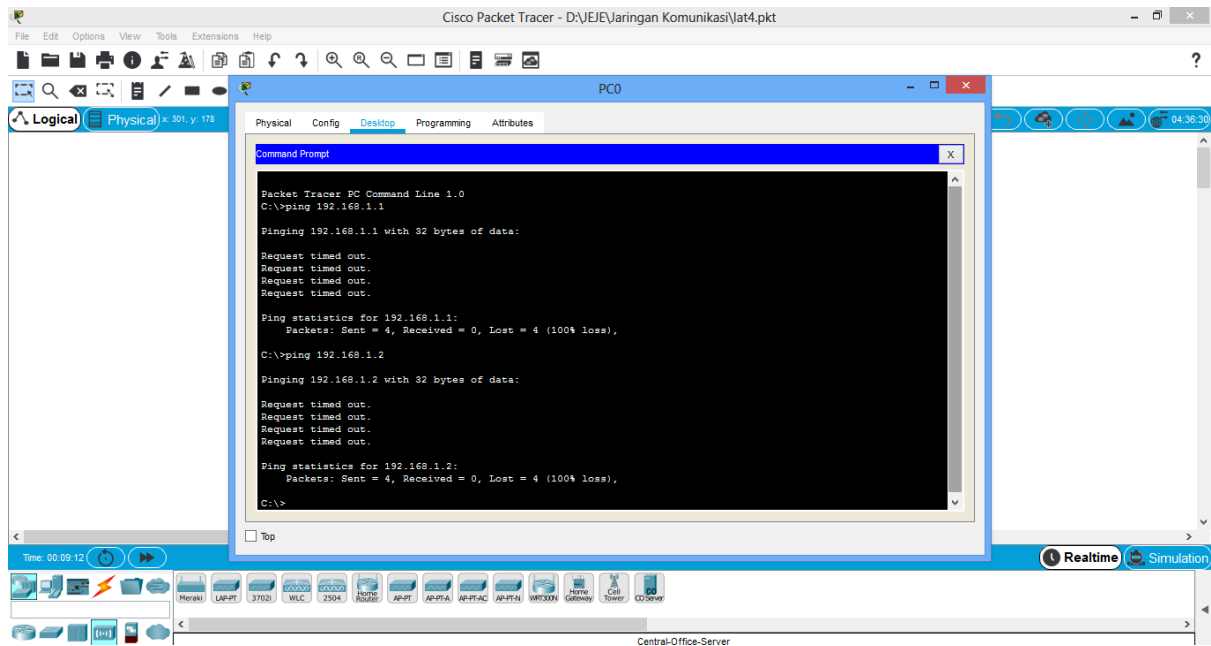 Cisco Packet Tracer - D:\JEJE\Jaringan Komunikasi\lat4.pkt
File Edit Options View Tools Extensions Help
?
PC0
Logical Physical x: 301, y: 178
04:36:30
Physical Config Desktop Programming Attributes
Command Prompt
X
Packet Tracer PC Command Line 1.0
C:\>ping 192.168.1.1
Pinging 192.168.1.1 with 32 bytes of data:
Request timed out.
Request timed out.
Request timed out.
Request timed out.
Ping statistics for 192.168.1.1:
Packets: Sent = 4, Received = 0, Lost = 4 (100% loss),
C:\>ping 192.168.1.2
Pinging 192.168.1.2 with 32 bytes of data:
Request timed out.
Request timed out.
Request timed out.
Request timed out.
Ping statistics for 192.168.1.2:
Packets: Sent = 4, Received = 0, Lost = 4 (100% loss),
C:\>
Top
Time: 00:09:12
Realtime Simulation
Meraki LAP-PT 3702i WLC 2504 Home Router AP-PT AP-PT-A AP-PT-AC AP-PT-N WRT300N Home Gateway Cell Tower CO Server
Central-Office-Server